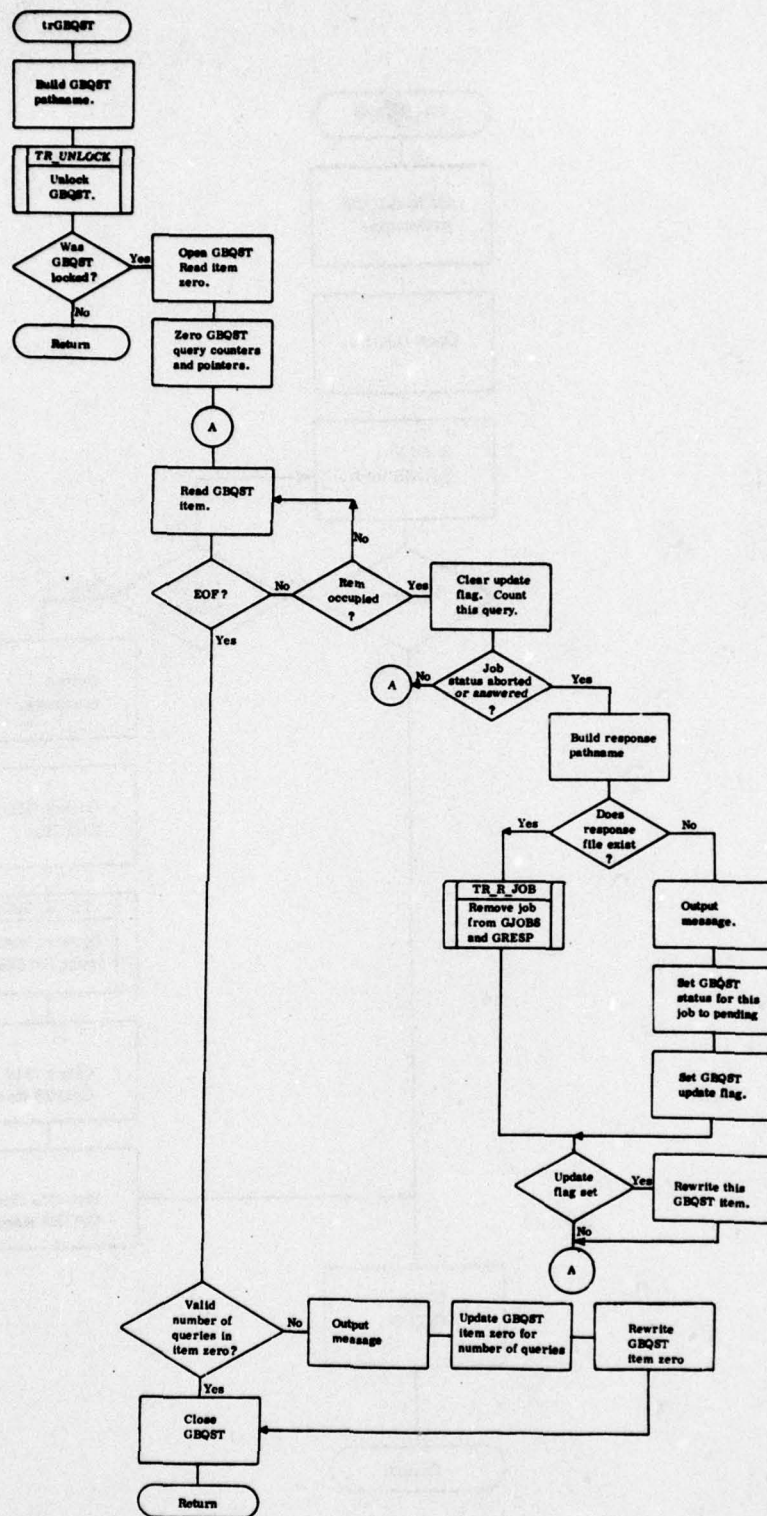 trGBQST
Build GBQST
pathname.
TR_UNLOCK
Unlock
GBQST.
Was
GBQST
locked?
Yes
No
Return
Open GBQST
Read item
zero.
Zero GBQST
query counters
and pointers.
A
Read GBQST
item.
No
EOF?
No
Yes
Item
occupied
?
Yes
Clear update
flag. Count
this query.
A
No
Job
status aborted
or answered
?
Yes
Build response
pathname
Yes
Does
response
file exist
?
No
TR_R_JOB
Remove job
from GJOBS
and GRESP
Output
message.
Set GBQST
status for this
job to pending
Set GBQST
update flag.
Update
flag set
Yes
Rewrite this
GBQST item.
No
A
Valid
number of
queries in
item zero?
No
Output
message
Update GBQST
item zero for
number of queries
Rewrite
GBQST
item zero
Yes
Close
GBQST
Return